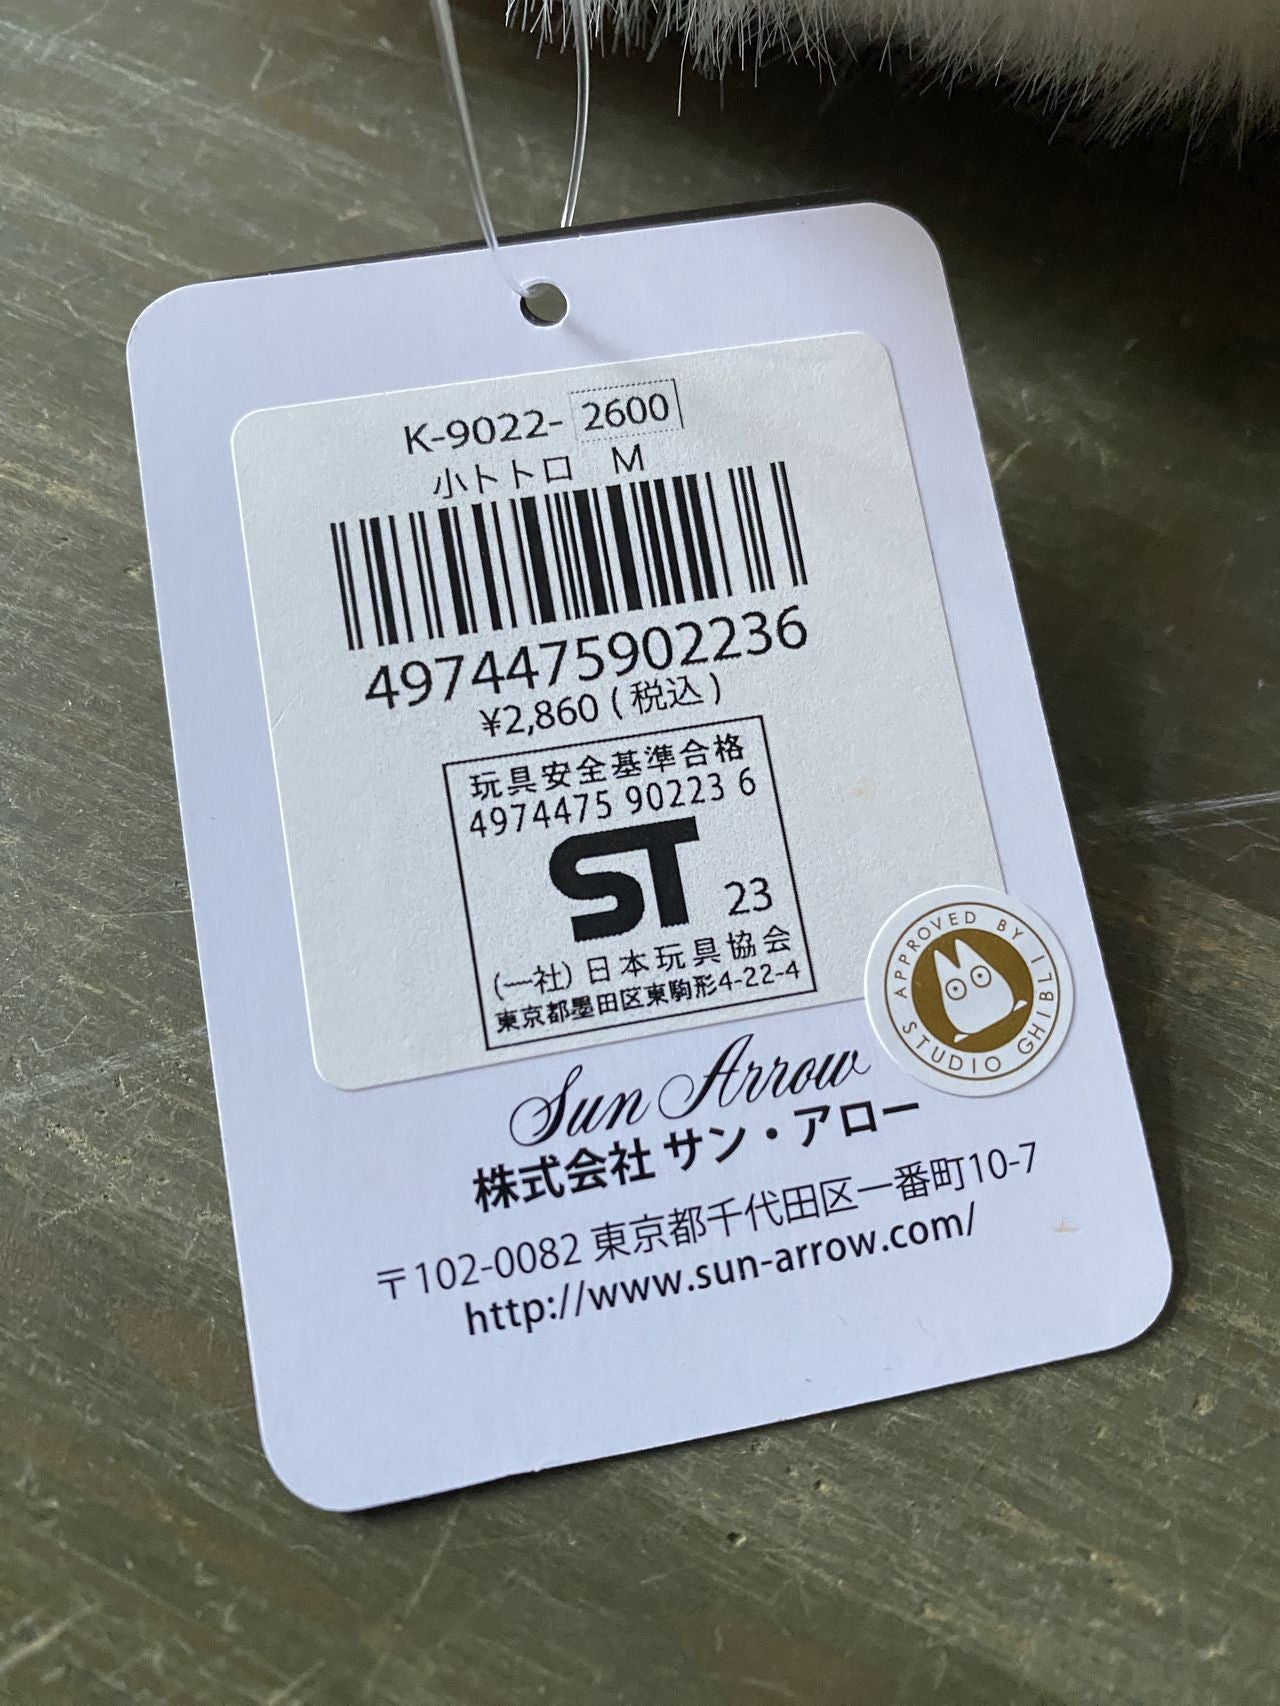 K-9022- 2600
小トトロ M
4974475902236
¥2,860 (税込)
玩具安全基準合格
4974475 90223 6
ST 23
(一社) 日本玩具協会
東京都墨田区東駒形4-22-4
APPROVED BY STUDIO GHIBLI
Sun Arrow
株式会社 サン・アロー
〒102-0082 東京都千代田区一番町10-7
http://www.sun-arrow.com/